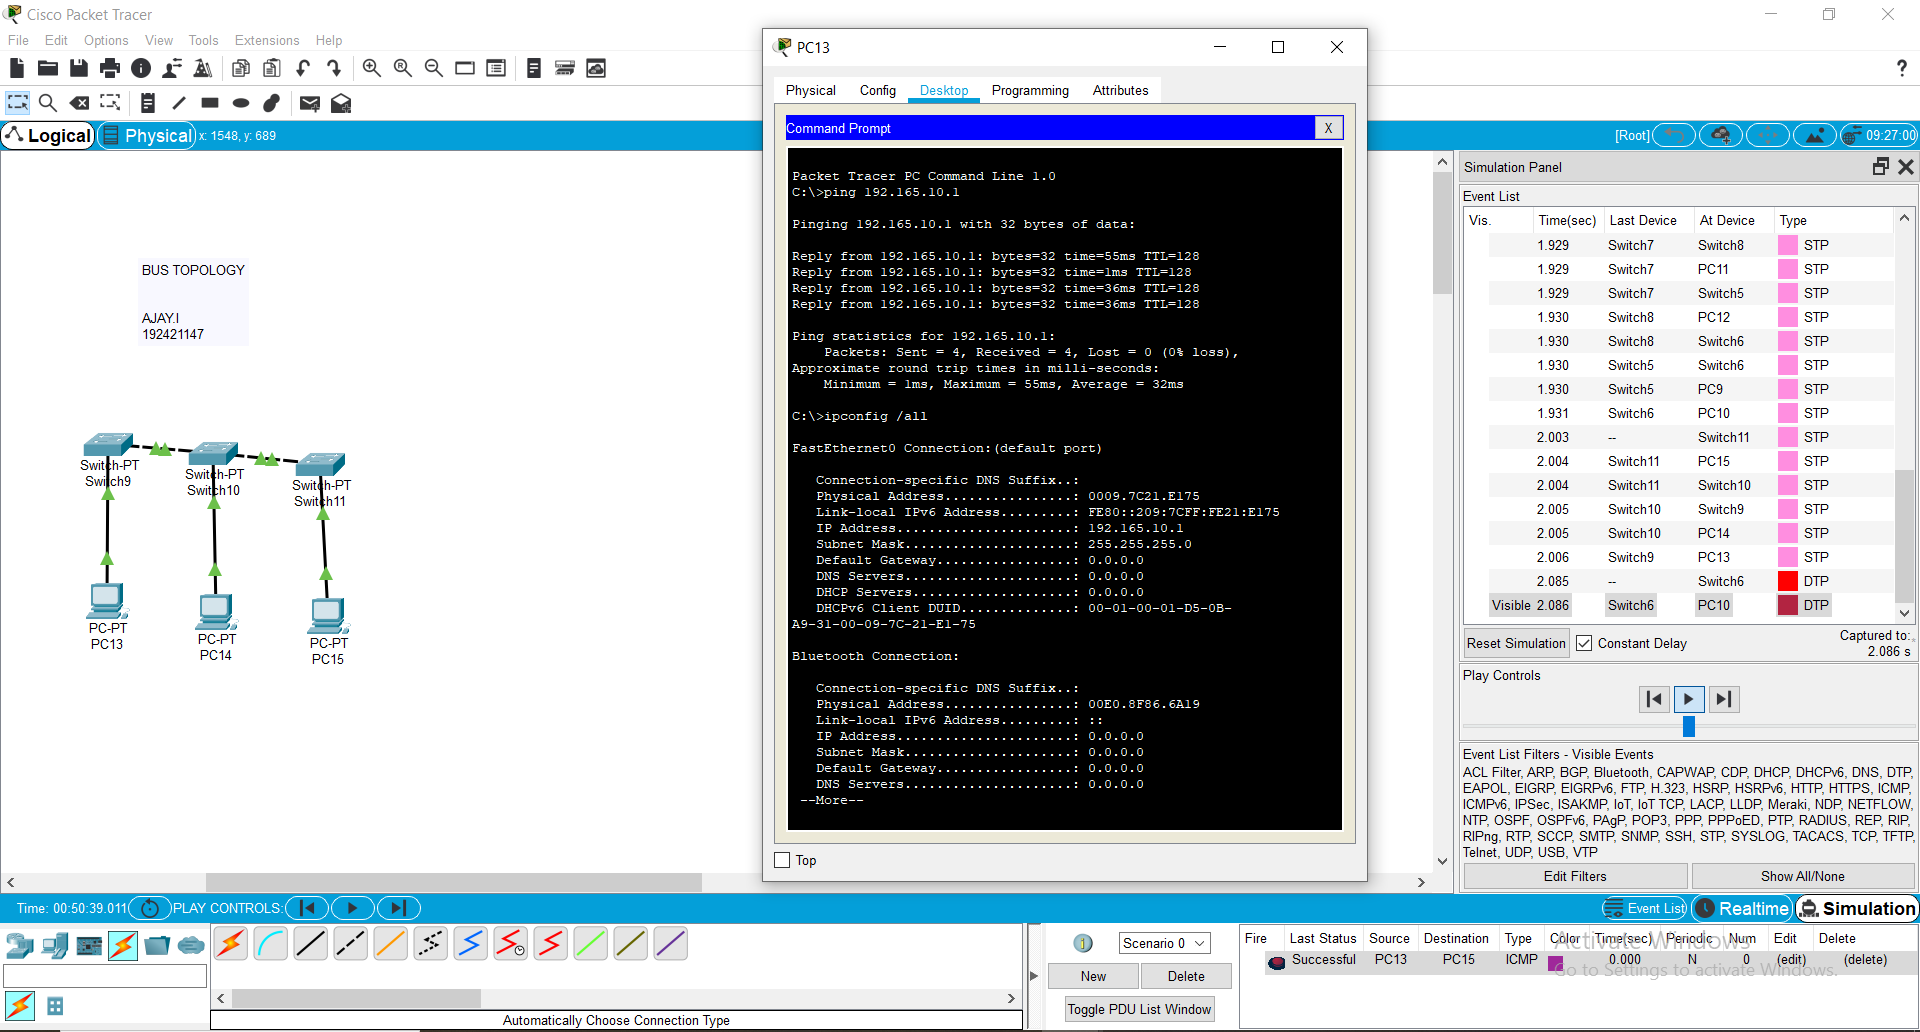 Cisco Packet Tracer
File Edit Options View Tools Extensions Help
Logical Physical x: 1548, y: 689
[Root] 09:27:00
BUS TOPOLOGY
AJAY.I
192421147
Switch-PT
Switch9
Switch-PT
Switch10
Switch-PT
Switch11
PC-PT
PC13
PC-PT
PC14
PC-PT
PC15
PC13
Physical Config Desktop Programming Attributes
Command Prompt X
Packet Tracer PC Command Line 1.0
C:\>ping 192.165.10.1
Pinging 192.165.10.1 with 32 bytes of data:
Reply from 192.165.10.1: bytes=32 time=55ms TTL=128
Reply from 192.165.10.1: bytes=32 time=1ms TTL=128
Reply from 192.165.10.1: bytes=32 time=36ms TTL=128
Reply from 192.165.10.1: bytes=32 time=36ms TTL=128
Ping statistics for 192.165.10.1:
Packets: Sent = 4, Received = 4, Lost = 0 (0% loss),
Approximate round trip times in milli-seconds:
Minimum = 1ms, Maximum = 55ms, Average = 32ms
C:\>ipconfig /all
FastEthernet0 Connection:(default port)
Connection-specific DNS Suffix..:
Physical Address................: 0009.7C21.E175
Link-local IPv6 Address.........: FE80::209:7CFF:FE21:E175
IP Address......................: 192.165.10.1
Subnet Mask.....................: 255.255.255.0
Default Gateway.................: 0.0.0.0
DNS Servers.....................: 0.0.0.0
DHCP Servers....................: 0.0.0.0
DHCPv6 Client DUID..............: 00-01-00-01-D5-0B-
A9-31-00-09-7C-21-E1-75
Bluetooth Connection:
Connection-specific DNS Suffix..:
Physical Address................: 00E0.8F86.6A19
Link-local IPv6 Address.........: ::
IP Address......................: 0.0.0.0
Subnet Mask.....................: 0.0.0.0
Default Gateway.................: 0.0.0.0
DNS Servers.....................: 0.0.0.0
--More--
Top
Simulation Panel
Event List
Vis. Time(sec) Last Device At Device Type
1.929 Switch7 Switch8 STP
1.929 Switch7 PC11 STP
1.929 Switch7 Switch5 STP
1.930 Switch8 PC12 STP
1.930 Switch8 Switch6 STP
1.930 Switch5 Switch6 STP
1.930 Switch5 PC9 STP
1.931 Switch6 PC10 STP
2.003 -- Switch11 STP
2.004 Switch11 PC15 STP
2.004 Switch11 Switch10 STP
2.005 Switch10 Switch9 STP
2.005 Switch10 PC14 STP
2.006 Switch9 PC13 STP
2.085 -- Switch6 DTP
Visible 2.086 Switch6 PC10 DTP
Reset Simulation Constant Delay Captured to:
2.086 s
Play Controls
Event List Filters - Visible Events
ACL Filter, ARP, BGP, Bluetooth, CAPWAP, CDP, DHCP, DHCPv6, DNS, DTP,
EAPOL, EIGRP, EIGRPv6, FTP, H.323, HSRP, HSRPv6, HTTP, HTTPS, ICMP,
ICMPv6, IPSec, ISAKMP, IoT, IoT TCP, LACP, LLDP, Meraki, NDP, NETFLOW,
NTP, OSPF, OSPFv6, PAgP, POP3, PPP, PPPoED, PTP, RADIUS, REP, RIP,
RIPng, RTP, SCCP, SMTP, SNMP, SSH, STP, SYSLOG, TACACS, TCP, TFTP,
Telnet, UDP, USB, VTP
Edit Filters Show All/None
Time: 00:50:39.011 PLAY CONTROLS: Event List Realtime Simulation
Automatically Choose Connection Type
Scenario 0
New Delete
Toggle PDU List Window
Fire Last Status Source Destination Type Color Time(sec) Periodic Num Edit Delete
Successful PC13 PC15 ICMP 0.000 N 0 (edit) (delete)
Activate Windows
Go to Settings to activate Windows.